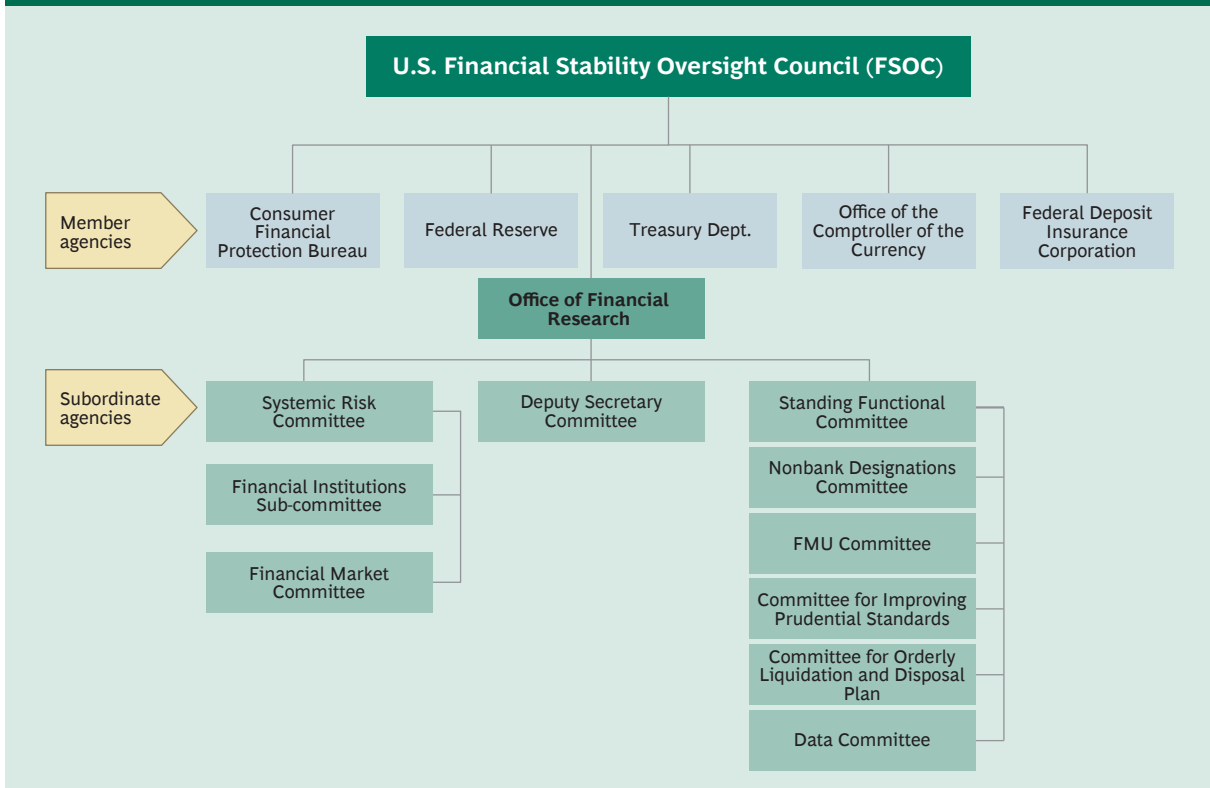 U.S. Financial Stability Oversight Council (FSOC)
Member
agencies
Consumer
Financial
Protection Bureau
Federal Reserve
Treasury Dept.
Office of the
Comptroller of the
Currency
Federal Deposit
Insurance
Corporation
Office of Financial
Research
Subordinate
agencies
Systemic Risk
Committee
Financial Institutions
Sub-committee
Financial Market
Committee
Deputy Secretary
Committee
Standing Functional
Committee
Nonbank Designations
Committee
FMU Committee
Committee for Improving
Prudential Standards
Committee for Orderly
Liquidation and Disposal
Plan
Data Committee